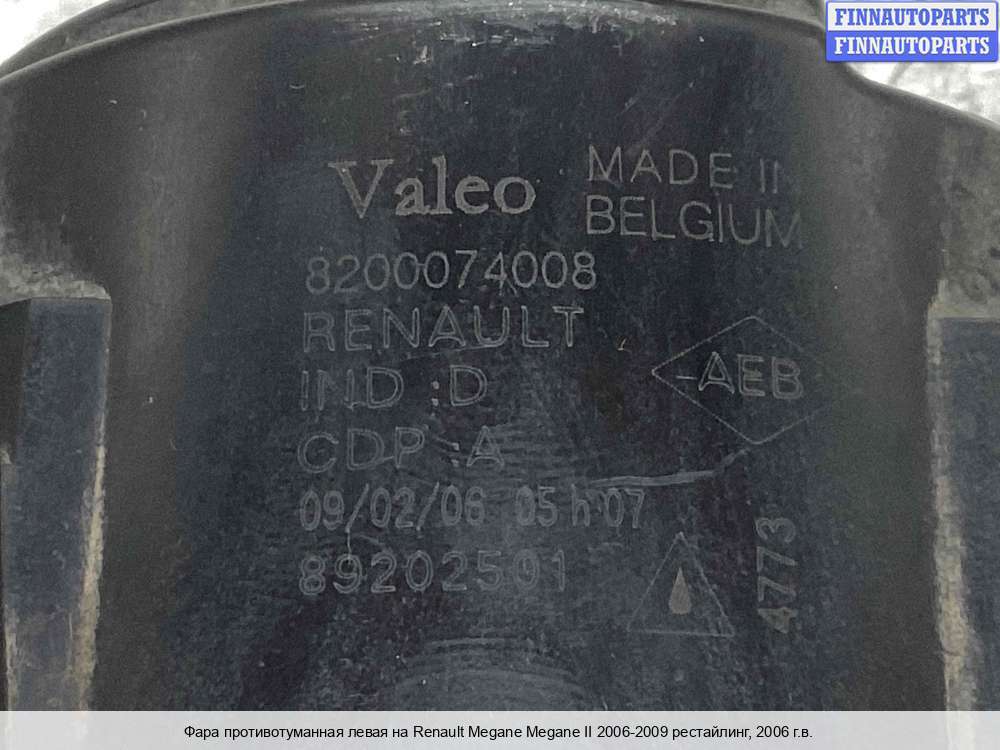 FINNAUTOPARTS
FINNAUTOPARTS
Valeo
MADE IN
BELGIUM
8200074008
RENAULT
IND :D
-AEB
CDP :A
09/02/06 05 h 07
89202501
4773
Фара противотуманная левая на Renault Megane Megane II 2006-2009 рестайлинг, 2006 г.в.